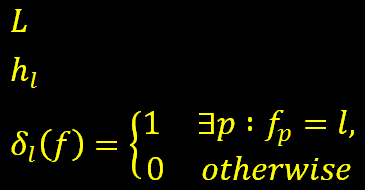 L
h_l
δ_l(f) = {1 ∃p : f_p = l,
0 otherwise